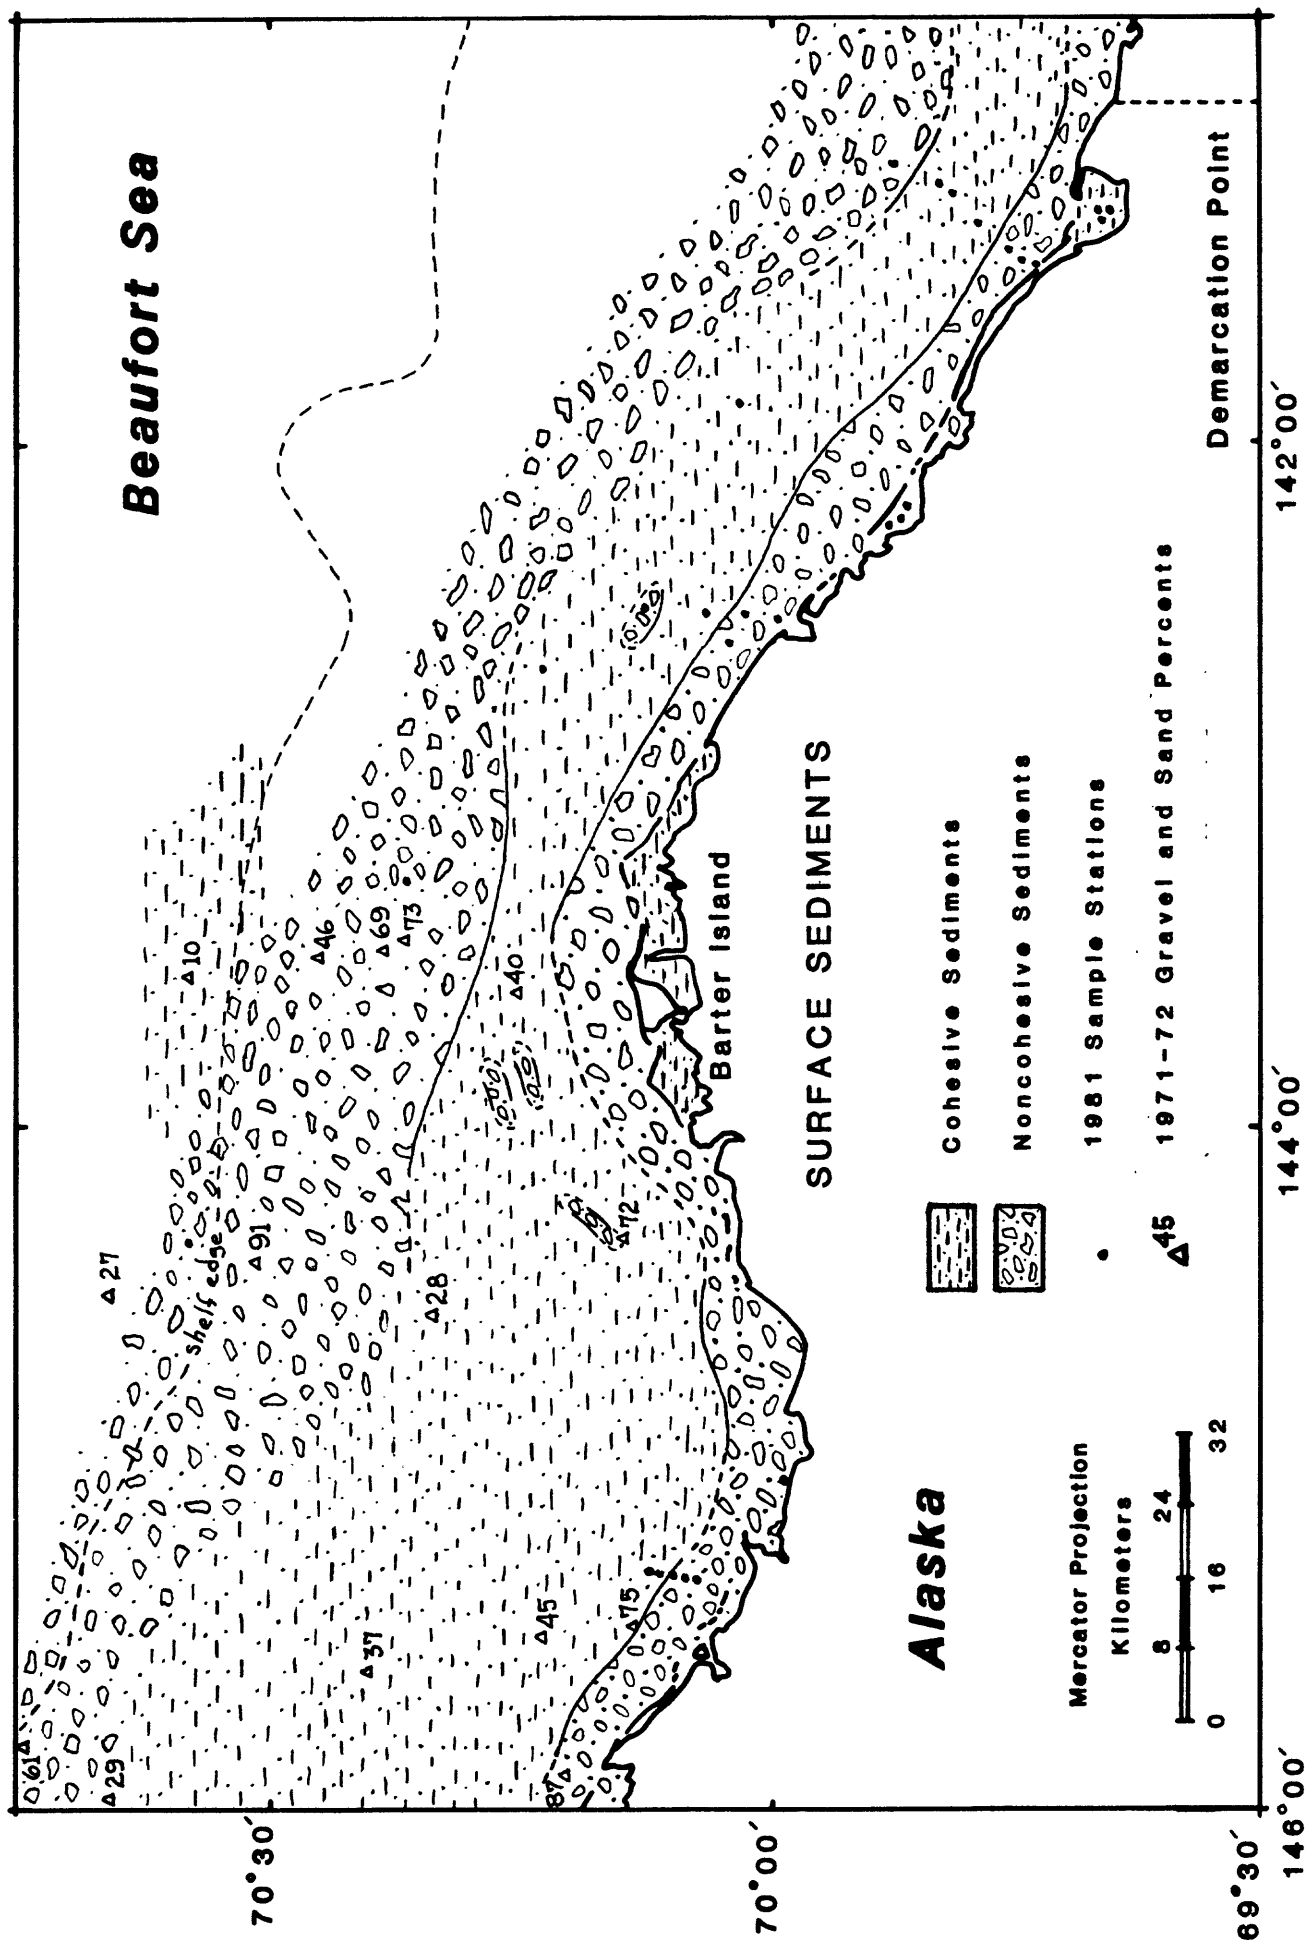 Beaufort Sea
61
29
37
45
75
87
27
shelf edge
91
28
72
10
46
69
73
40
Barter Island
Demarcation Point
Alaska
SURFACE SEDIMENTS
Cohesive Sediments
Noncohesive Sediments
1981 Sample Stations
45 1971-72 Gravel and Sand Percents
Mercator Projection
Kilometers
0 8 16 24 32
70°30′
70°00′
69°30′
146°00′
144°00′
142°00′